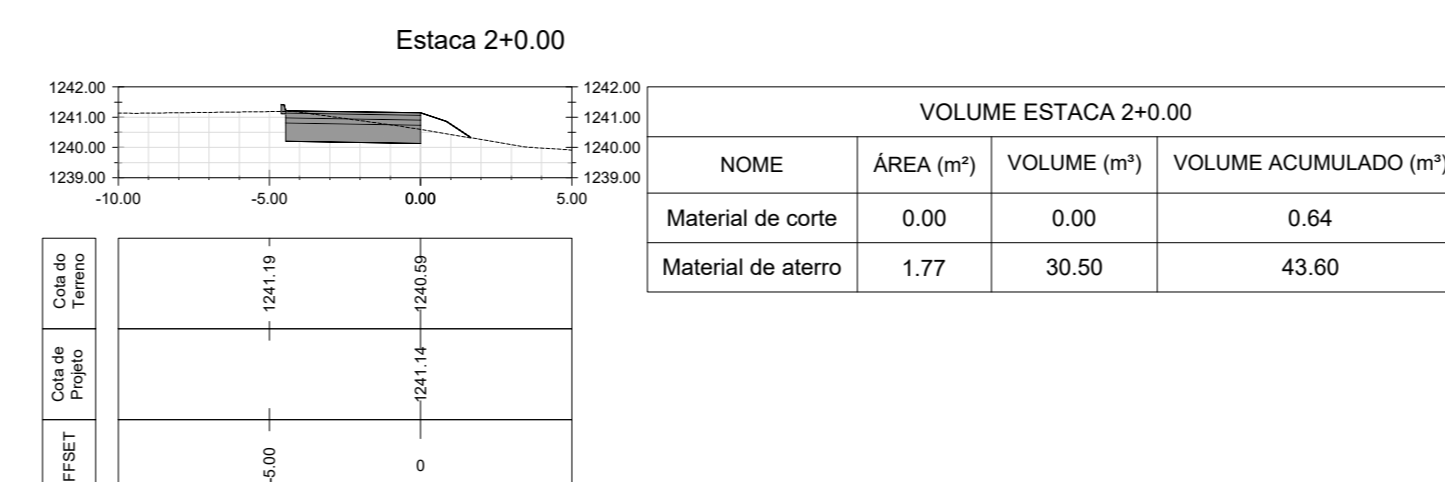 Estaca 2+0.00
1242.00 1242.00
1241.00 1241.00
1240.00 1240.00
1239.00 1239.00
-10.00 -5.00 0.00 5.00
Cota do Terreno
1241.19 1240.59
Cota de Projeto
1241.14
FFSET
-5.00 0
VOLUME ESTACA 2+0.00
NOME ÁREA (m²) VOLUME (m³) VOLUME ACUMULADO (m³)
Material de corte 0.00 0.00 0.64
Material de aterro 1.77 30.50 43.60